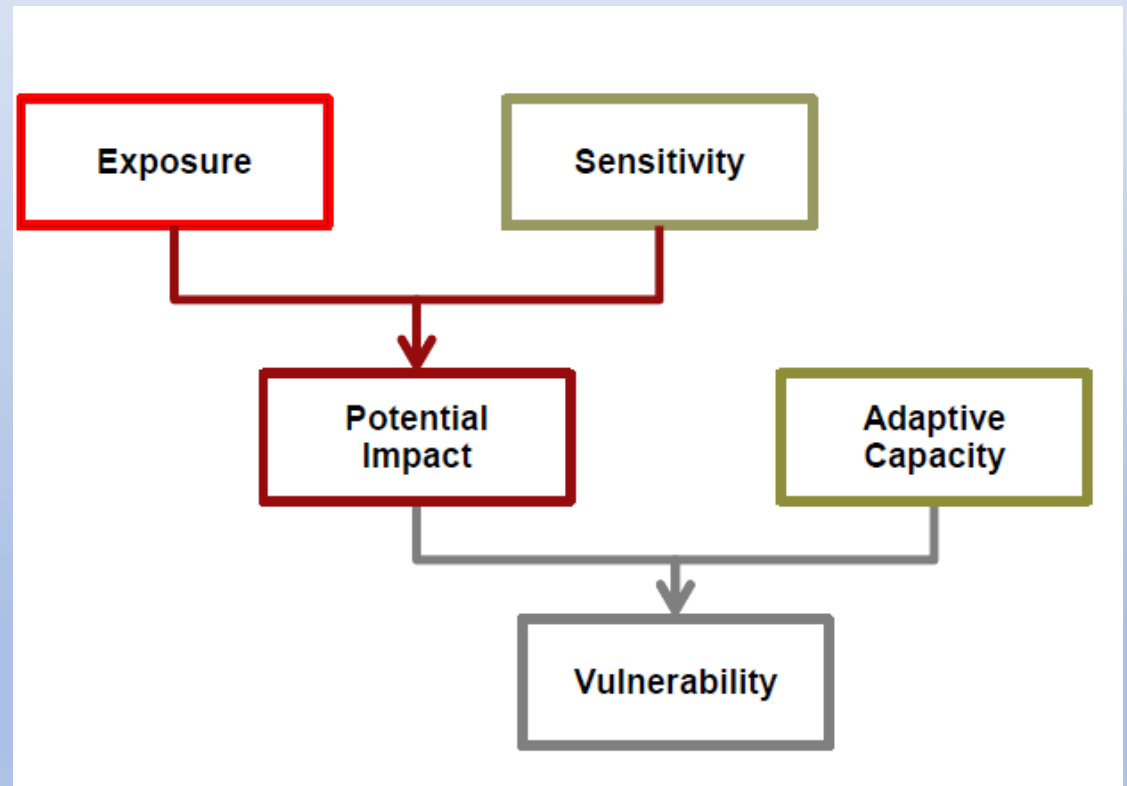 Exposure
Sensitivity
Potential
Impact
Adaptive
Capacity
Vulnerability